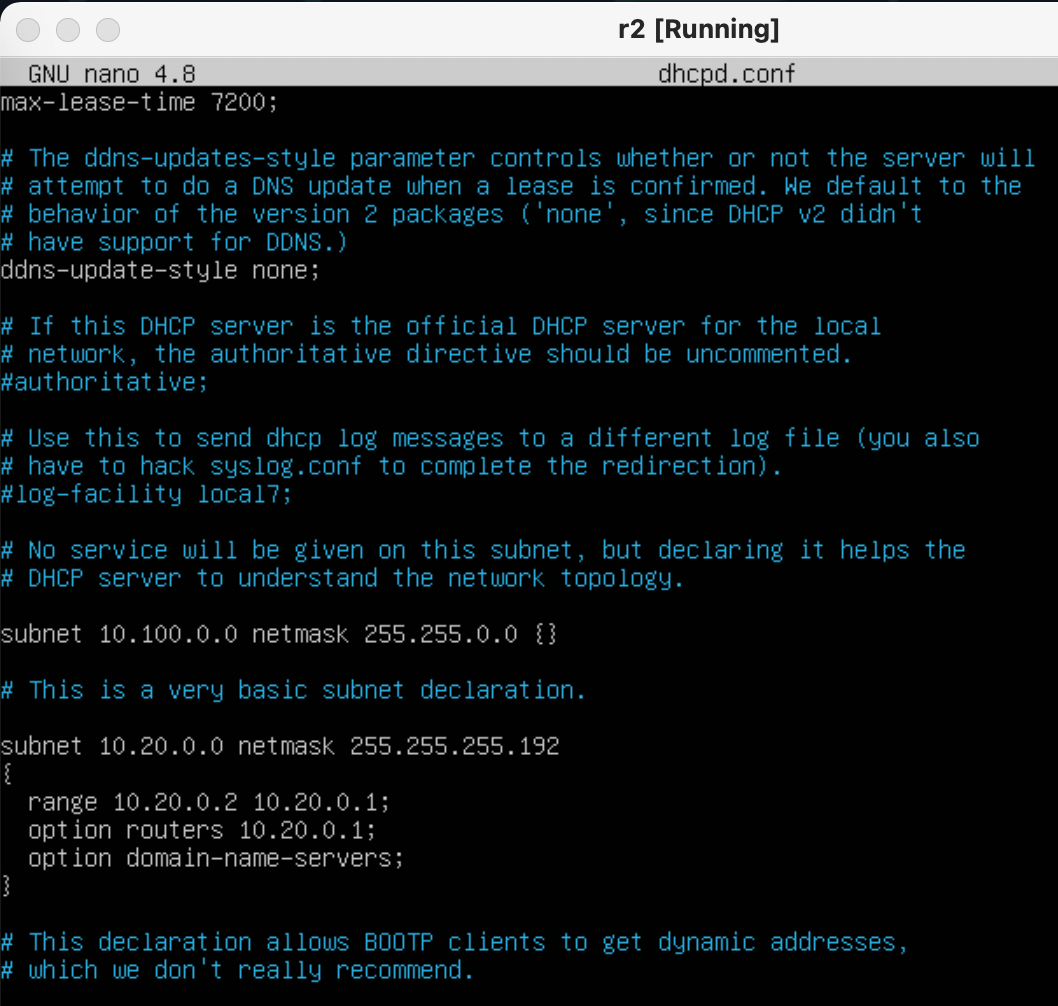 r2 [Running]
GNU nano 4.8 dhcpd.conf
max-lease-time 7200;
# The ddns-updates-style parameter controls whether or not the server will
# attempt to do a DNS update when a lease is confirmed. We default to the
# behavior of the version 2 packages ('none', since DHCP v2 didn't
# have support for DDNS.)
ddns-update-style none;
# If this DHCP server is the official DHCP server for the local
# network, the authoritative directive should be uncommented.
#authoritative;
# Use this to send dhcp log messages to a different log file (you also
# have to hack syslog.conf to complete the redirection).
#log-facility local7;
# No service will be given on this subnet, but declaring it helps the
# DHCP server to understand the network topology.
subnet 10.100.0.0 netmask 255.255.0.0 {}
# This is a very basic subnet declaration.
subnet 10.20.0.0 netmask 255.255.255.192
{
  range 10.20.0.2 10.20.0.1;
  option routers 10.20.0.1;
  option domain-name-servers;
}
# This declaration allows BOOTP clients to get dynamic addresses,
# which we don't really recommend.